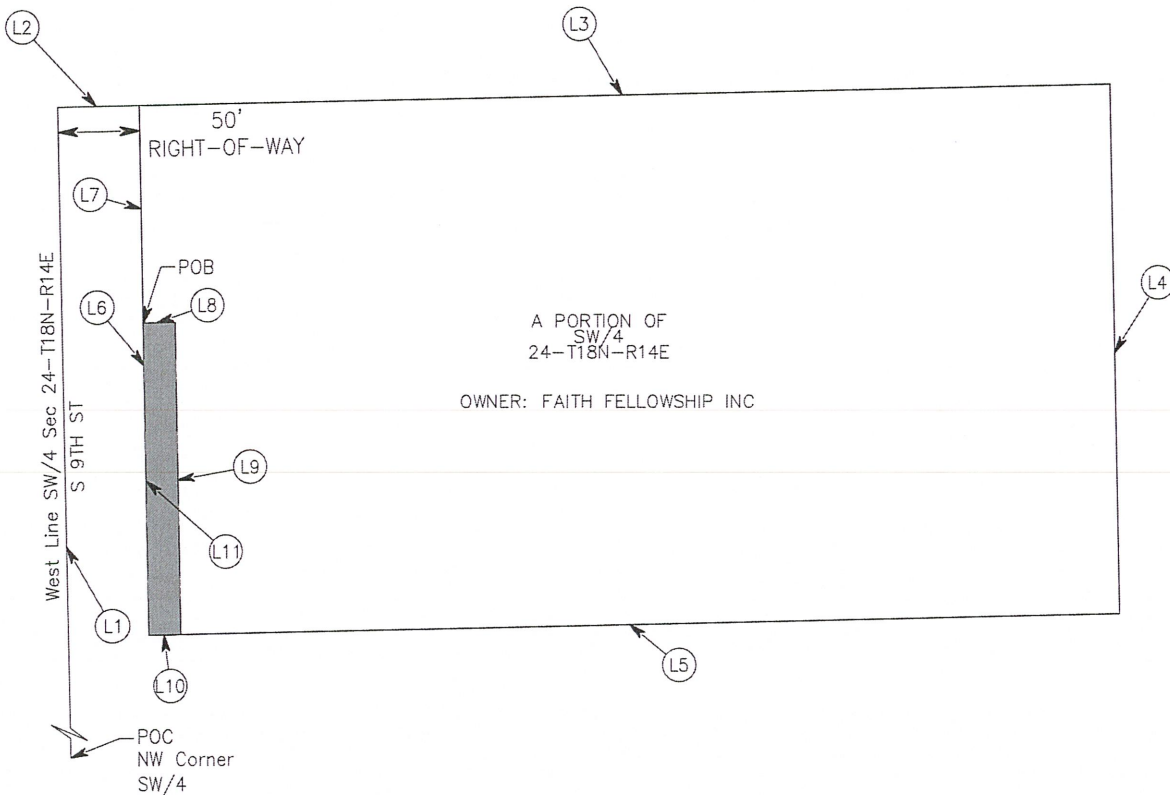 L2
L3
50'
RIGHT-OF-WAY
L7
West Line SW/4 Sec 24-T18N-R14E
S 9TH ST
POB
L6
L8
L4
A PORTION OF
SW/4
24-T18N-R14E
OWNER: FAITH FELLOWSHIP INC
L9
L11
L1
L5
L10
POC
NW Corner
SW/4